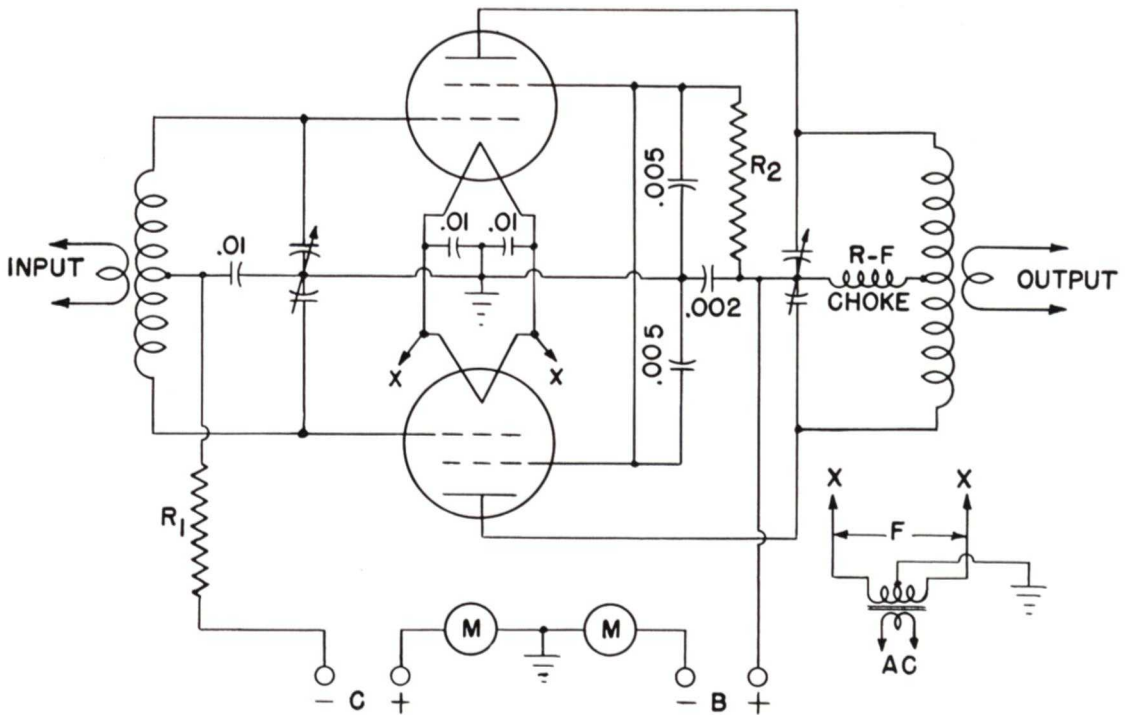 .005
R2
.01 .01
.01
R-F
INPUT
OUTPUT
CHOKE
.002
.005
X X
X X
F
R1
M M
AC
- C +
- B +